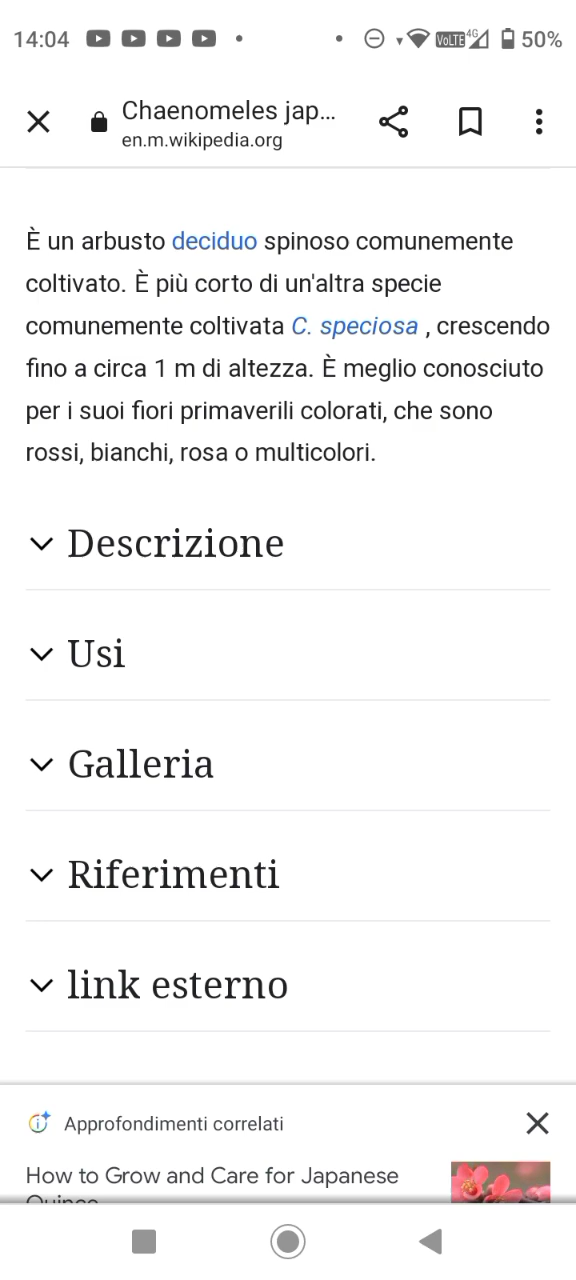 14:04 VoLTE 4G 50%
Chaenomeles jap...
en.m.wikipedia.org
È un arbusto deciduo spinoso comunemente
coltivato. È più corto di un'altra specie
comunemente coltivata C. speciosa , crescendo
fino a circa 1 m di altezza. È meglio conosciuto
per i suoi fiori primaverili colorati, che sono
rossi, bianchi, rosa o multicolori.
Descrizione
Usi
Galleria
Riferimenti
link esterno
Approfondimenti correlati
How to Grow and Care for Japanese
Quince